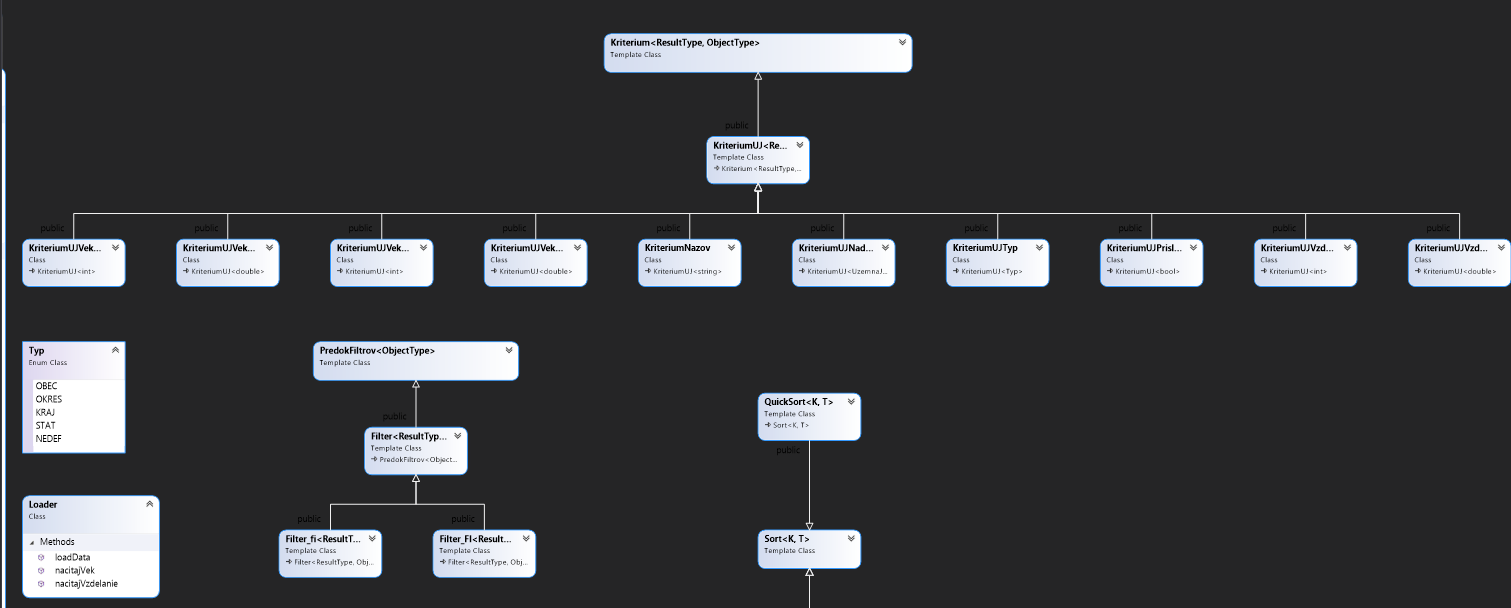 Kriterium<ResultType, ObjectType>
Template Class
public
KriteriumUJ<Re...
Template Class
Kriterium<ResultType,...
public
public
public
public
public
public
public
public
public
public
KriteriumUJVek...
Class
KriteriumUJ<int>
KriteriumUJVek...
Class
KriteriumUJ<double>
KriteriumUJVek...
Class
KriteriumUJ<int>
KriteriumUJVek...
Class
KriteriumUJ<double>
KriteriumNazov
Class
KriteriumUJ<string>
KriteriumUJNad...
Class
KriteriumUJ<UzemnaJ...
KriteriumUJTyp
Class
KriteriumUJ<Typ>
KriteriumUJPrisl...
Class
KriteriumUJ<bool>
KriteriumUJVzd...
Class
KriteriumUJ<int>
KriteriumUJVzd...
Class
KriteriumUJ<double>
Typ
Enum Class
OBEC
OKRES
KRAJ
STAT
NEDEF
PredokFiltrov<ObjectType>
Template Class
public
Filter<ResultTyp...
Template Class
PredokFiltrov<Object...
public
public
Filter_fi<ResultT...
Template Class
Filter<ResultType, Obj...
Filter_FI<Result...
Template Class
Filter<ResultType, Obj...
QuickSort<K, T>
Template Class
Sort<K, T>
public
Sort<K, T>
Template Class
Loader
Class
Methods
loadData
nacitajVek
nacitajVzdelanie